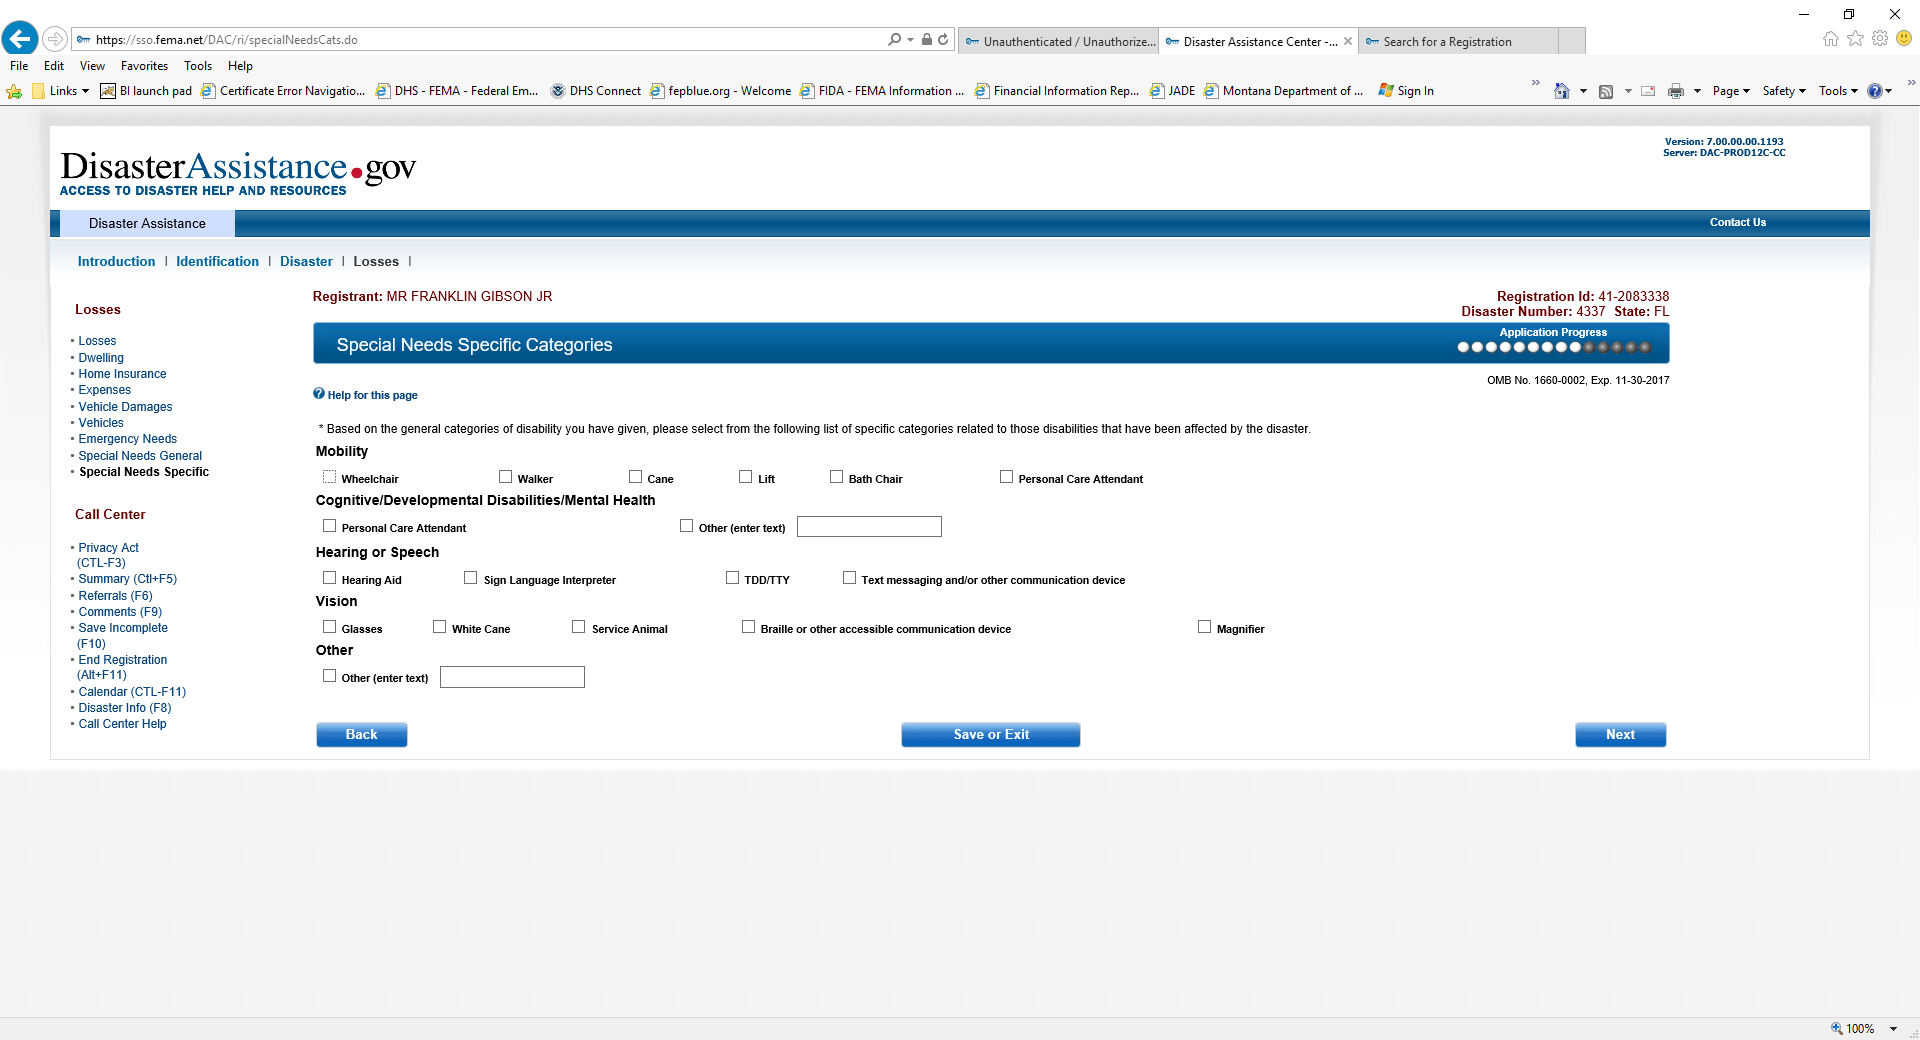 https://sso.fema.net/DAC/ri/specialNeedsCats.do
Unauthenticated / Unauthorize...
Disaster Assistance Center -...
Search for a Registration
File Edit View Favorites Tools Help
Links BI launch pad Certificate Error Navigatio... DHS - FEMA - Federal Em... DHS Connect fepblue.org - Welcome FIDA - FEMA Information ... Financial Information Rep... JADE Montana Department of ... Sign In Page Safety Tools
Version: 7.00.00.00.1193
Server: DAC-PROD12C-CC
DisasterAssistance.gov
ACCESS TO DISASTER HELP AND RESOURCES
Disaster Assistance
Contact Us
Introduction | Identification | Disaster | Losses |
Losses
• Losses
• Dwelling
• Home Insurance
• Expenses
• Vehicle Damages
• Vehicles
• Emergency Needs
• Special Needs General
• Special Needs Specific
Call Center
• Privacy Act
(CTL-F3)
• Summary (Ctl+F5)
• Referrals (F6)
• Comments (F9)
• Save Incomplete
(F10)
• End Registration
(Alt+F11)
• Calendar (CTL-F11)
• Disaster Info (F8)
• Call Center Help
Registrant: MR FRANKLIN GIBSON JR
Registration Id: 41-2083338
Disaster Number: 4337 State: FL
Special Needs Specific Categories
Application Progress
OMB No. 1660-0002, Exp. 11-30-2017
? Help for this page
* Based on the general categories of disability you have given, please select from the following list of specific categories related to those disabilities that have been affected by the disaster.
Mobility
Wheelchair Walker Cane Lift Bath Chair Personal Care Attendant
Cognitive/Developmental Disabilities/Mental Health
Personal Care Attendant Other (enter text)
Hearing or Speech
Hearing Aid Sign Language Interpreter TDD/TTY Text messaging and/or other communication device
Vision
Glasses White Cane Service Animal Braille or other accessible communication device Magnifier
Other
Other (enter text)
Back
Save or Exit
Next
100%